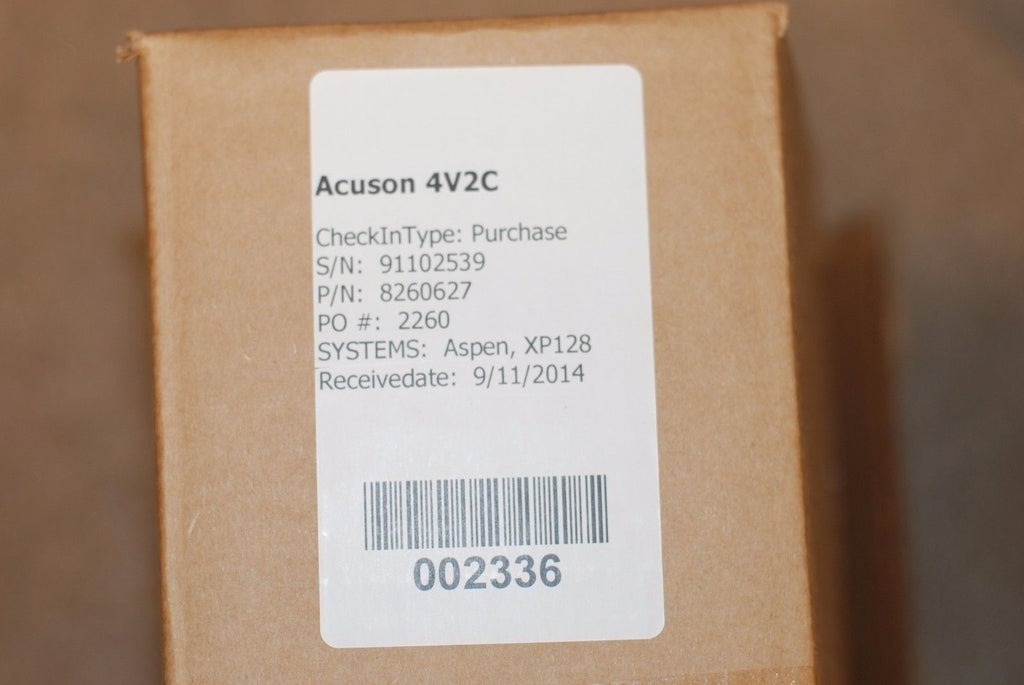 Acuson 4V2C
CheckInType: Purchase
S/N: 91102539
P/N: 8260627
PO #: 2260
SYSTEMS: Aspen, XP128
Receivedate: 9/11/2014
002336